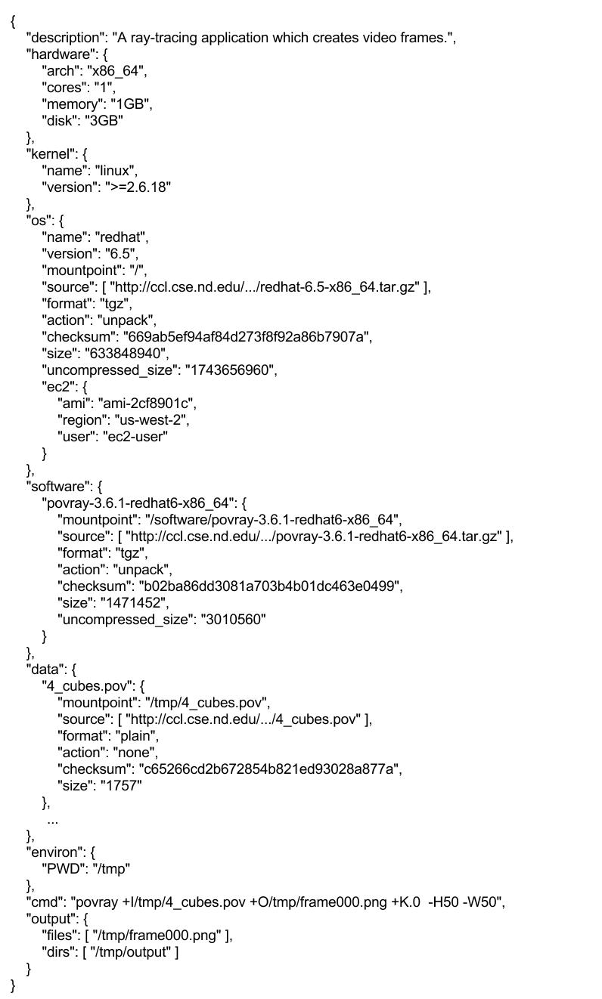 {
"description": "A ray-tracing application which creates video frames.",
"hardware": {
"arch": "x86_64",
"cores": "1",
"memory": "1GB",
"disk": "3GB"
},
"kernel": {
"name": "linux",
"version": ">=2.6.18"
},
"os": {
"name": "redhat",
"version": "6.5",
"mountpoint": "/",
"source": [ "http://ccl.cse.nd.edu/.../redhat-6.5-x86_64.tar.gz" ],
"format": "tgz",
"action": "unpack",
"checksum": "669ab5ef94af84d273f8f92a86b7907a",
"size": "633848940",
"uncompressed_size": "1743656960",
"ec2": {
"ami": "ami-2cf8901c",
"region": "us-west-2",
"user": "ec2-user"
}
},
"software": {
"povray-3.6.1-redhat6-x86_64": {
"mountpoint": "/software/povray-3.6.1-redhat6-x86_64",
"source": [ "http://ccl.cse.nd.edu/.../povray-3.6.1-redhat6-x86_64.tar.gz" ],
"format": "tgz",
"action": "unpack",
"checksum": "b02ba86dd3081a703b4b01dc463e0499",
"size": "1471452",
"uncompressed_size": "3010560"
}
},
"data": {
"4_cubes.pov": {
"mountpoint": "/tmp/4_cubes.pov",
"source": [ "http://ccl.cse.nd.edu/.../4_cubes.pov" ],
"format": "plain",
"action": "none",
"checksum": "c65266cd2b672854b821ed93028a877a",
"size": "1757"
},
...
},
"environ": {
"PWD": "/tmp"
},
"cmd": "povray +I/tmp/4_cubes.pov +O/tmp/frame000.png +K.0  -H50 -W50",
"output": {
"files": [ "/tmp/frame000.png" ],
"dirs": [ "/tmp/output" ]
}
}